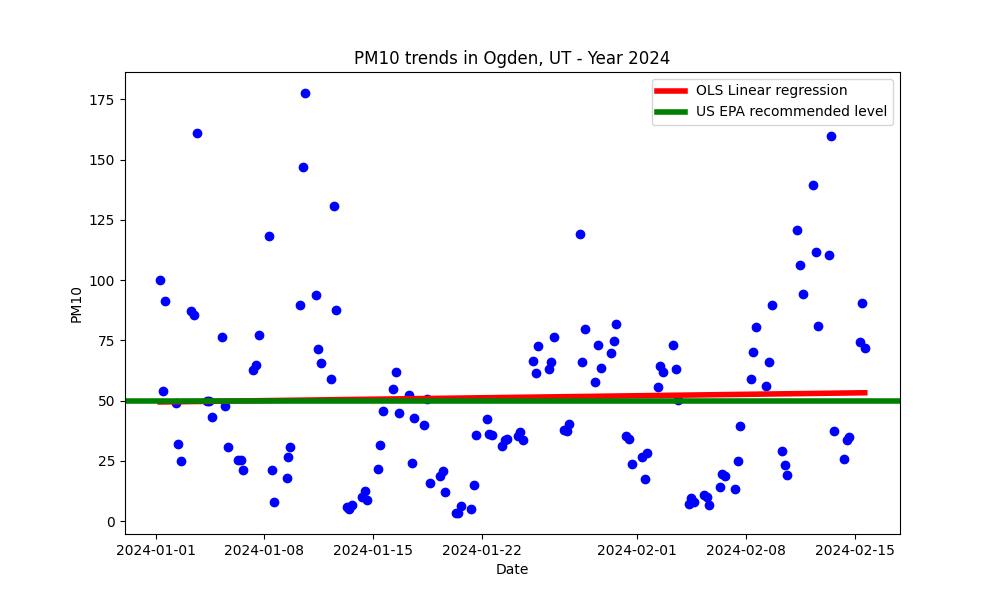 PM10 trends in Ogden, UT - Year 2024
OLS Linear regression
US EPA recommended level
175
150
125
100
75
50
25
0
PM10
2024-01-01 2024-01-08 2024-01-15 2024-01-22 2024-02-01 2024-02-08 2024-02-15
Date